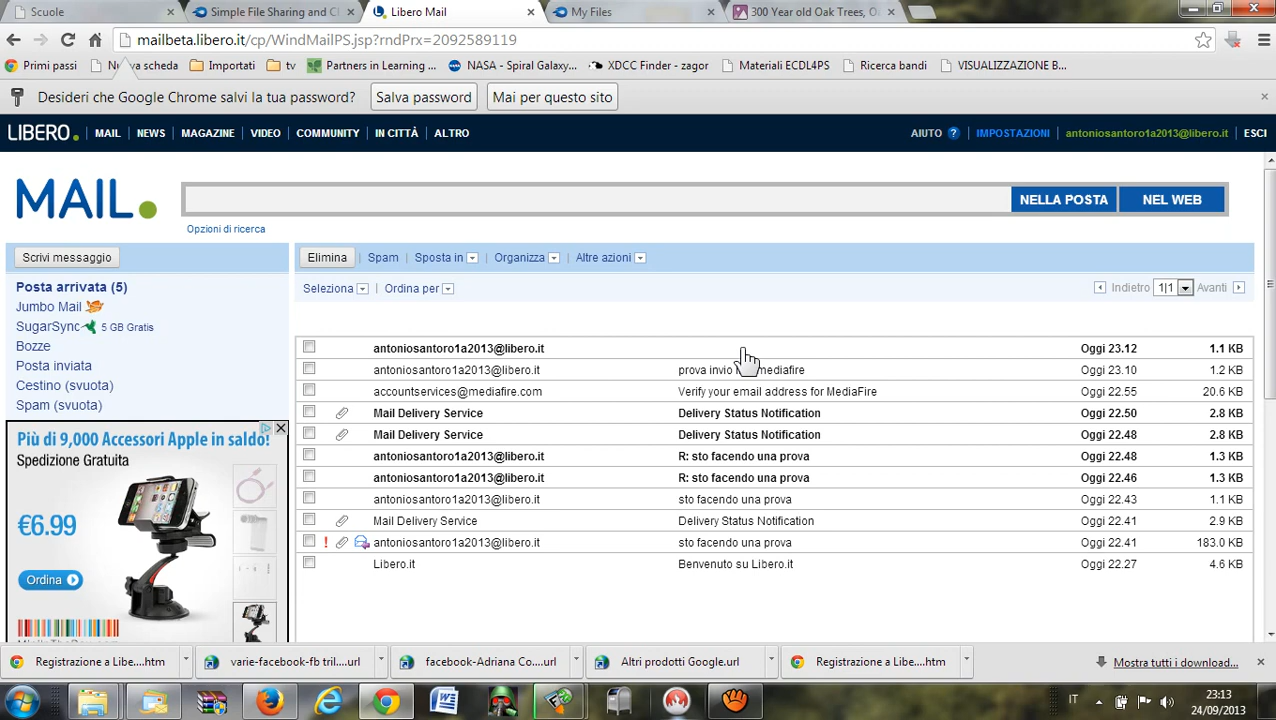 Scuole
Simple File Sharing and Cl
Libero Mail
My Files
300 Year old Oak Trees, O
mailbeta.libero.it/cp/WindMailPS.jsp?rndPrx=2092589119
Primi passi
Nuova scheda
Importati
tv
Partners in Learning ...
NASA - Spiral Galaxy...
XDCC Finder - zagor
Materiali ECDL4PS
Ricerca bandi
VISUALIZZAZIONE B...
Desideri che Google Chrome salvi la tua password?
Salva password
Mai per questo sito
LIBERO MAIL NEWS MAGAZINE VIDEO COMMUNITY IN CITTÀ ALTRO
AIUTO ? IMPOSTAZIONI antoniosantoro1a2013@libero.it ESCI
MAIL
NELLA POSTA NEL WEB
Opzioni di ricerca
Scrivi messaggio
Elimina Spam Sposta in Organizza Altre azioni
Seleziona Ordina per
Indietro 1|1 Avanti
Posta arrivata (5)
Jumbo Mail
SugarSync 5 GB Gratis
Bozze
Posta inviata
Cestino (svuota)
Spam (svuota)
antoniosantoro1a2013@libero.it Oggi 23.12 1.1 KB
antoniosantoro1a2013@libero.it prova invio mediafire Oggi 23.10 1.2 KB
accountservices@mediafire.com Verify your email address for MediaFire Oggi 22.55 20.6 KB
Mail Delivery Service Delivery Status Notification Oggi 22.50 2.8 KB
Mail Delivery Service Delivery Status Notification Oggi 22.48 2.8 KB
antoniosantoro1a2013@libero.it R: sto facendo una prova Oggi 22.48 1.3 KB
antoniosantoro1a2013@libero.it R: sto facendo una prova Oggi 22.46 1.3 KB
antoniosantoro1a2013@libero.it sto facendo una prova Oggi 22.43 1.1 KB
Mail Delivery Service Delivery Status Notification Oggi 22.41 2.9 KB
! antoniosantoro1a2013@libero.it sto facendo una prova Oggi 22.41 183.0 KB
Libero.it Benvenuto su Libero.it Oggi 22.27 4.6 KB
Più di 9,000 Accessori Apple in saldo!
Spedizione Gratuita
€6.99
Ordina
Registrazione a Libe....htm
varie-facebook-fb tril....url
facebook-Adriana Co....url
Altri prodotti Google.url
Registrazione a Libe....htm
Mostra tutti i download...
IT
23:13
24/09/2013